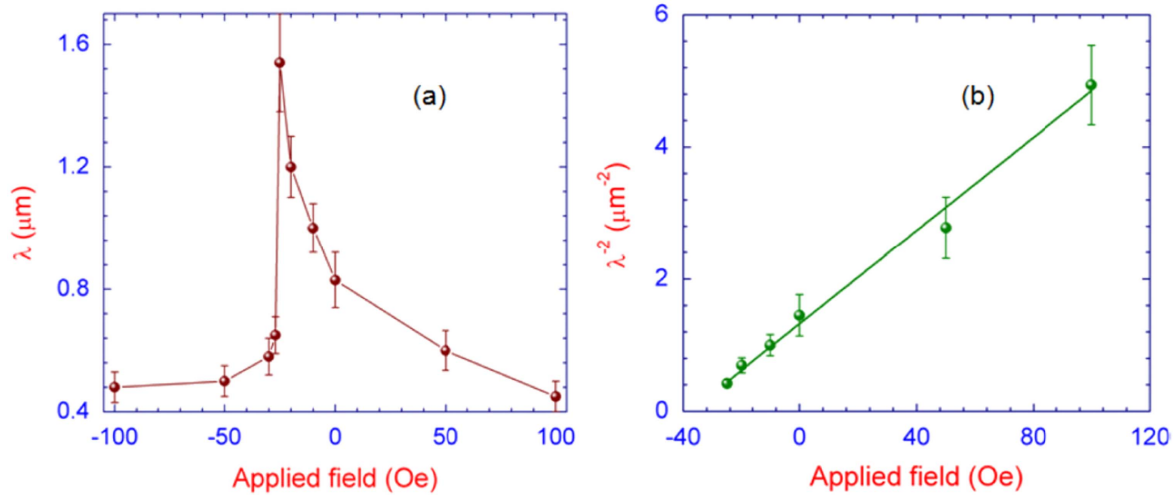 (a)
λ (μm)
1.6
1.2
0.8
0.4
-100 -50 0 50 100
Applied field (Oe)
(b)
λ⁻² (μm⁻²)
6
4
2
0
-40 0 40 80 120
Applied field (Oe)